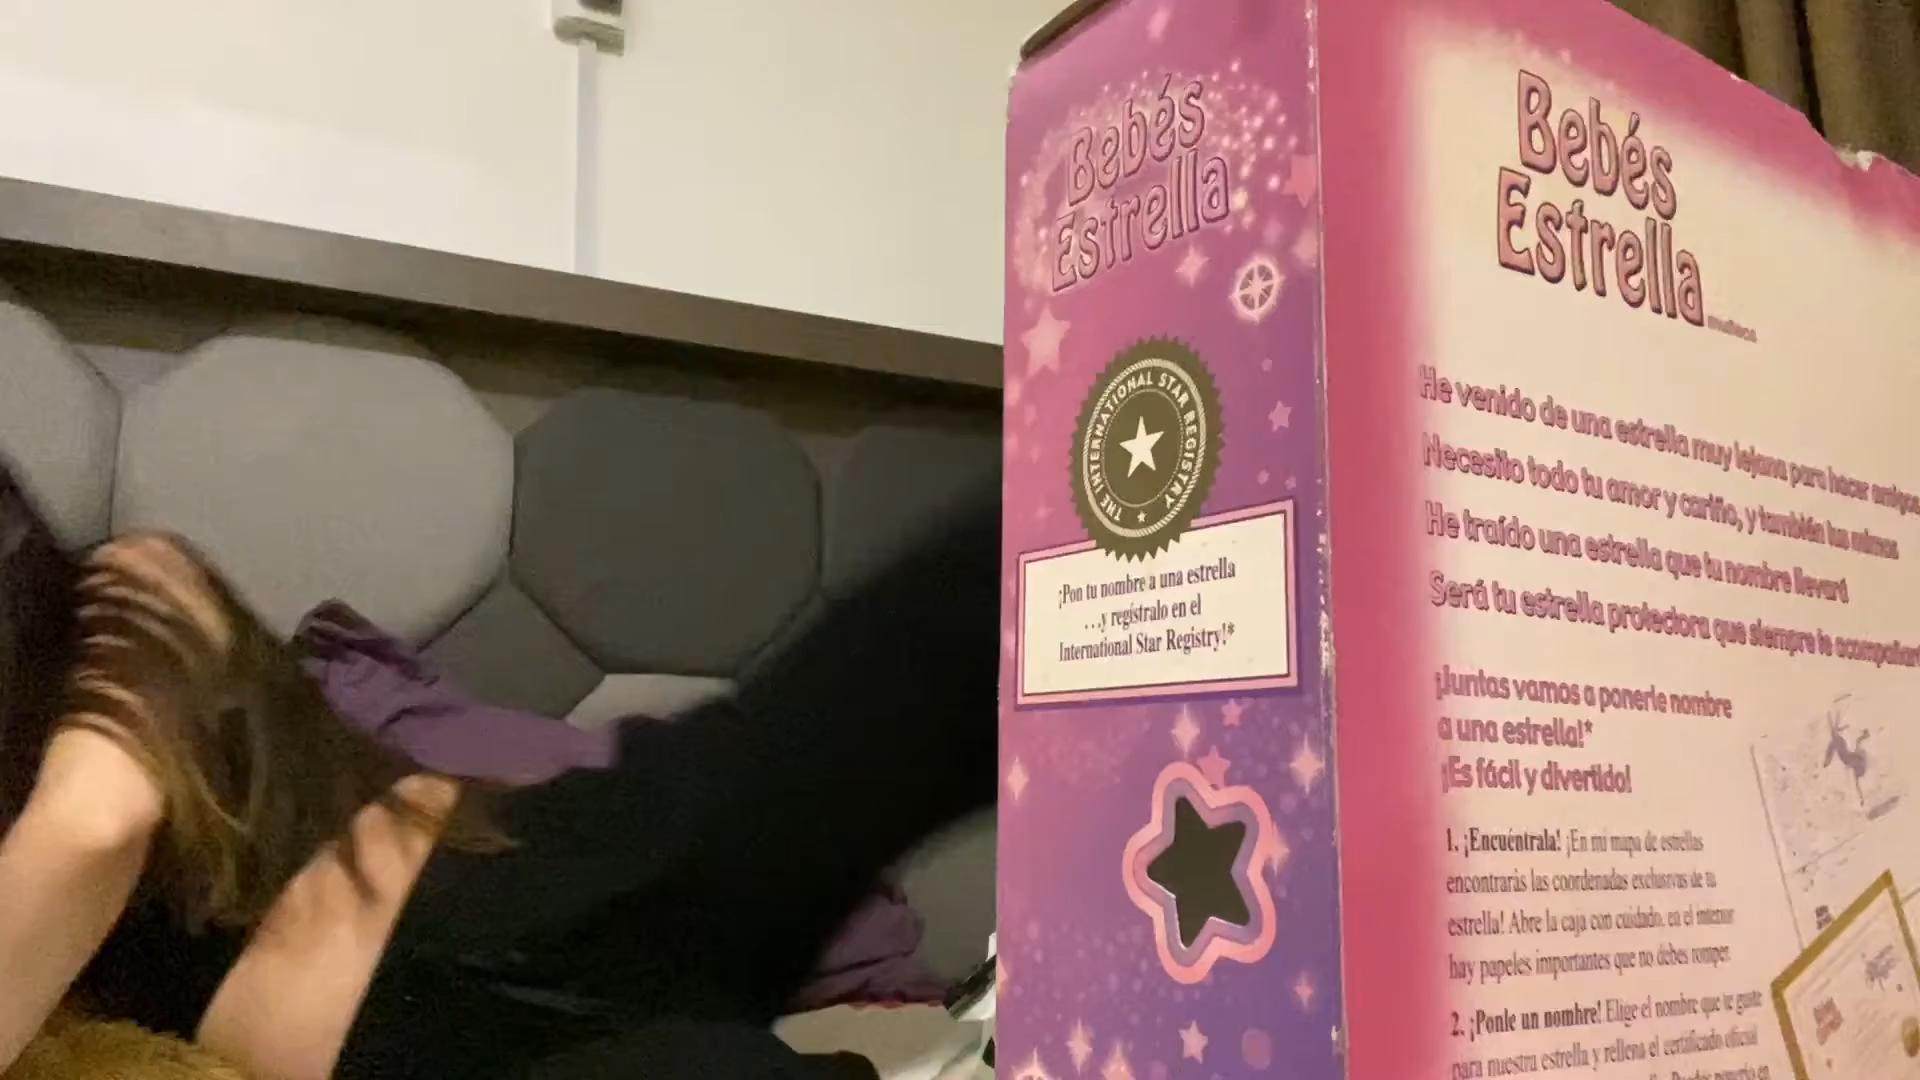 Bebés
Estrella
THE INTERNATIONAL STAR REGISTRY
¡Pon tu nombre a una estrella
...y regístralo en el
International Star Registry!*
Bebés
Estrella
muñeca
He venido de una estrella muy lejana para hacer amigos
Necesito todo tu amor y cariño, y también tus mimos
He traído una estrella que tu nombre llevará
Será tu estrella protectora que siempre te acompañará
¡Juntas vamos a ponerle nombre
a una estrella!*
¡Es fácil y divertido!
1. ¡Encuéntrala! ¡En mi mapa de estrellas
encontrarás las coordenadas exclusivas de tu
estrella! Abre la caja con cuidado, en el interior
hay papeles importantes que no debes romper.
2. ¡Ponle un nombre! Elige el nombre que te guste
para nuestra estrella y rellena el certificado oficial